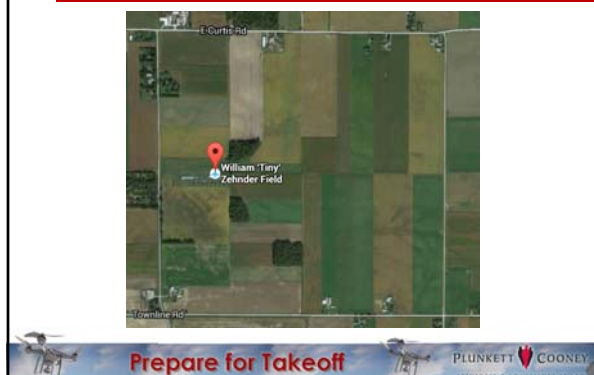 E Curtis Rd
William 'Tiny'
Zehnder Field
Townline Rd
Prepare for Takeoff
PLUNKETT COONEY